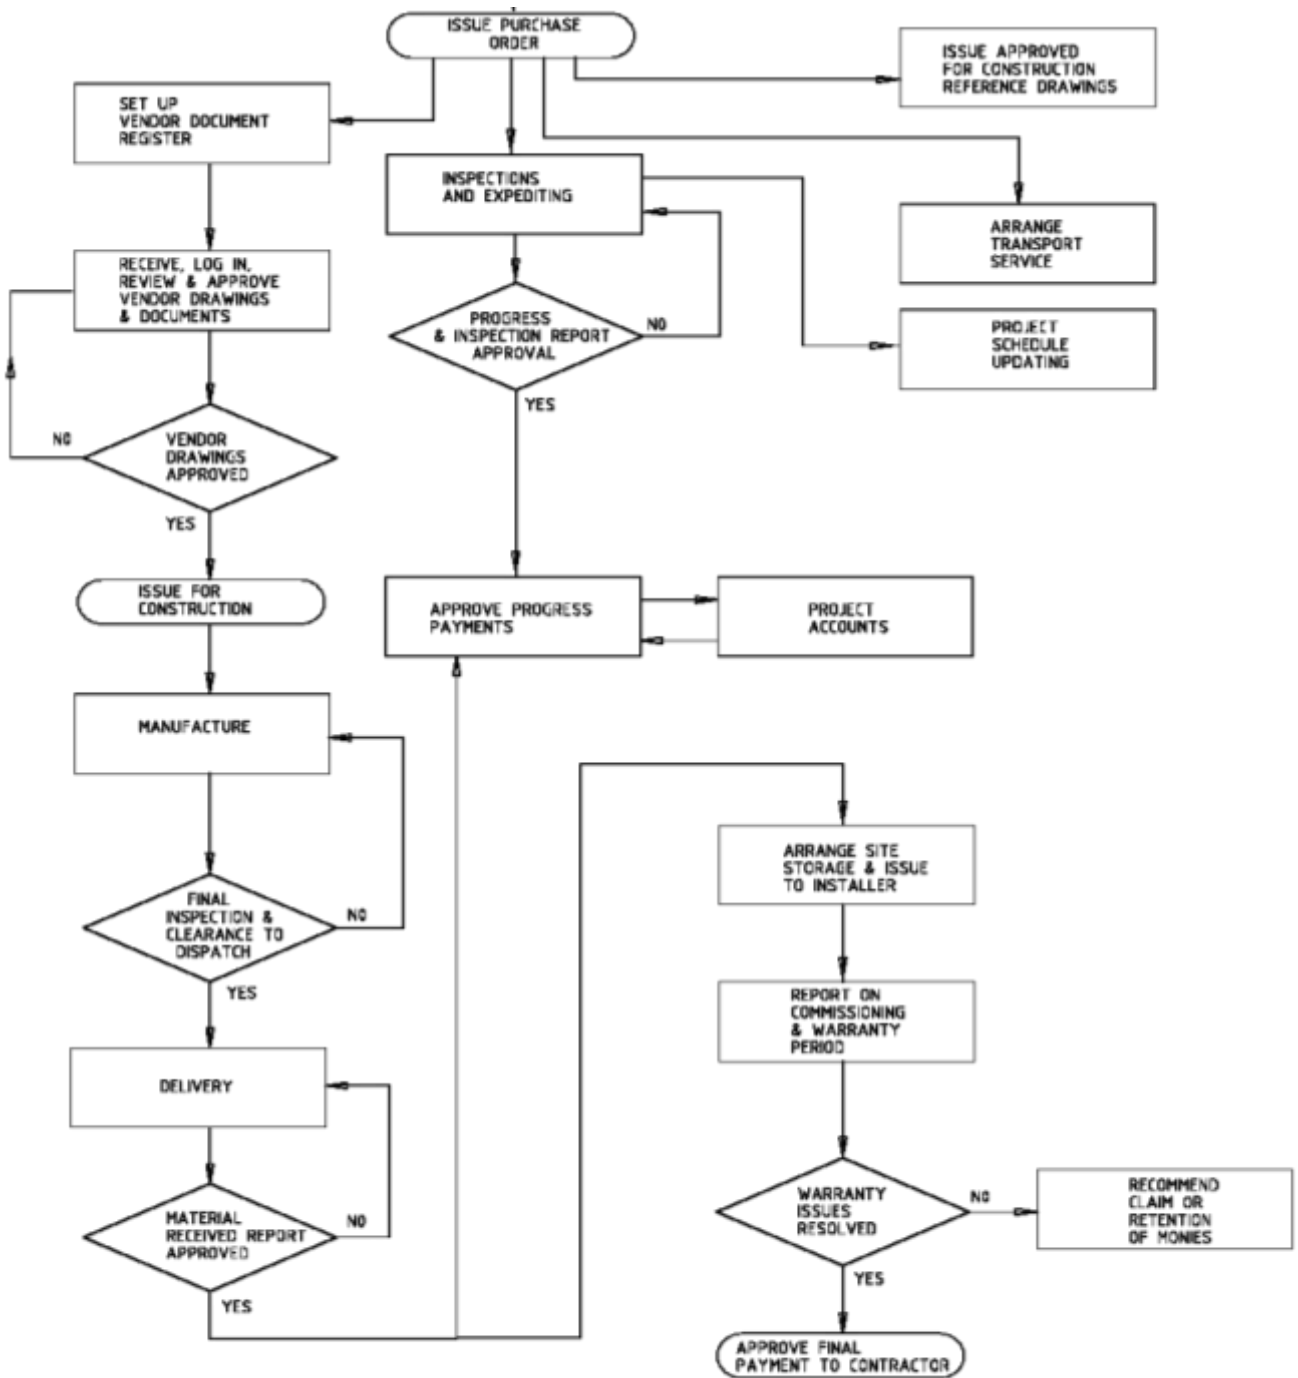 ISSUE PURCHASE
ORDER
ISSUE APPROVED
FOR CONSTRUCTION
REFERENCE DRAWINGS
SET UP
VENDOR DOCUMENT
REGISTER
INSPECTIONS
AND EXPEDITING
ARRANGE
TRANSPORT
SERVICE
RECEIVE, LOG IN,
REVIEW & APPROVE
VENDOR DRAWINGS
& DOCUMENTS
PROGRESS
& INSPECTION REPORT
APPROVAL
NO
PROJECT
SCHEDULE
UPDATING
YES
NO
VENDOR
DRAWINGS
APPROVED
YES
ISSUE FOR
CONSTRUCTION
APPROVE PROGRESS
PAYMENTS
PROJECT
ACCOUNTS
MANUFACTURE
ARRANGE SITE
STORAGE & ISSUE
TO INSTALLER
FINAL
INSPECTION &
CLEARANCE TO
DISPATCH
NO
YES
REPORT ON
COMMISSIONING
& WARRANTY
PERIOD
DELIVERY
MATERIAL
RECEIVED REPORT
APPROVED
NO
YES
WARRANTY
ISSUES
RESOLVED
NO
RECOMMEND
CLAIM OR
RETENTION
OF MONIES
YES
APPROVE FINAL
PAYMENT TO CONTRACTOR